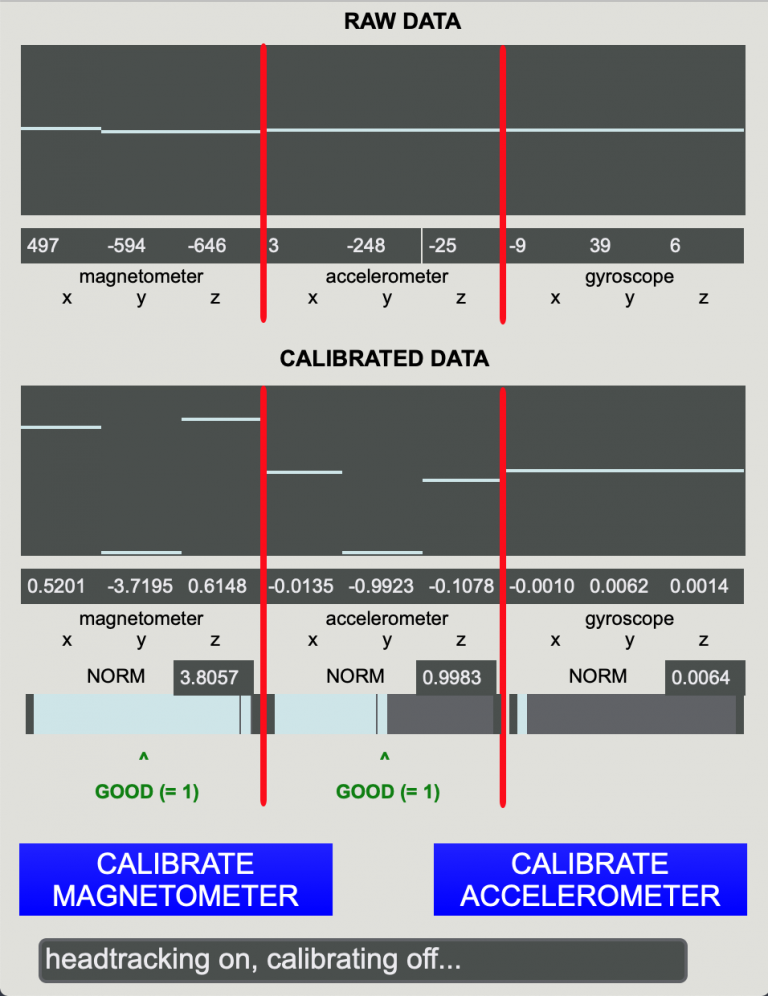 RAW DATA
497 -594 -646 3 -248 -25 -9 39 6
magnetometer accelerometer gyroscope
x y z x y z x y z
CALIBRATED DATA
0.5201 -3.7195 0.6148 -0.0135 -0.9923 -0.1078 -0.0010 0.0062 0.0014
magnetometer accelerometer gyroscope
x y z x y z x y z
NORM 3.8057 NORM 0.9983 NORM 0.0064
^ ^
GOOD (= 1) GOOD (= 1)
CALIBRATE CALIBRATE
MAGNETOMETER ACCELEROMETER
headtracking on, calibrating off...